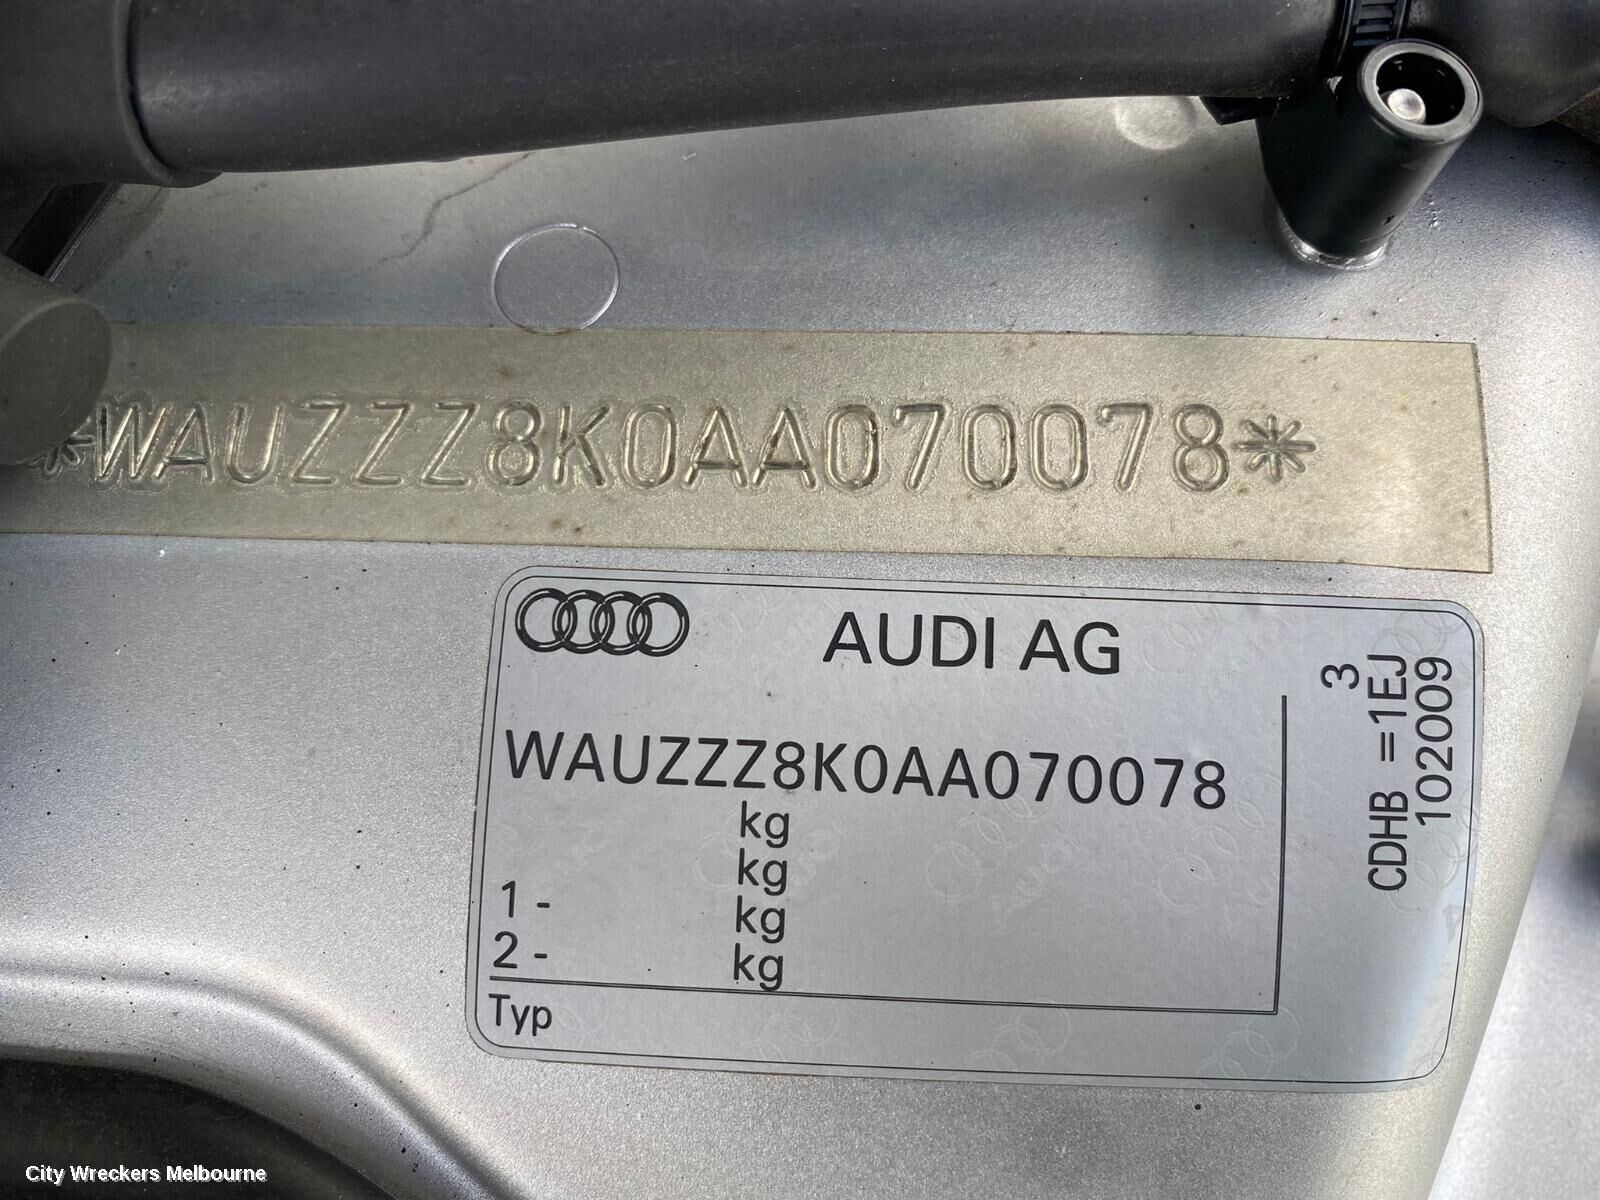 *WAUZZZ8K0AA070078*
AUDI AG
WAUZZZ8K0AA070078
kg
kg
1 - kg
2 - kg
Typ
3
CDHB =1EJ
102009
City Wreckers Melbourne